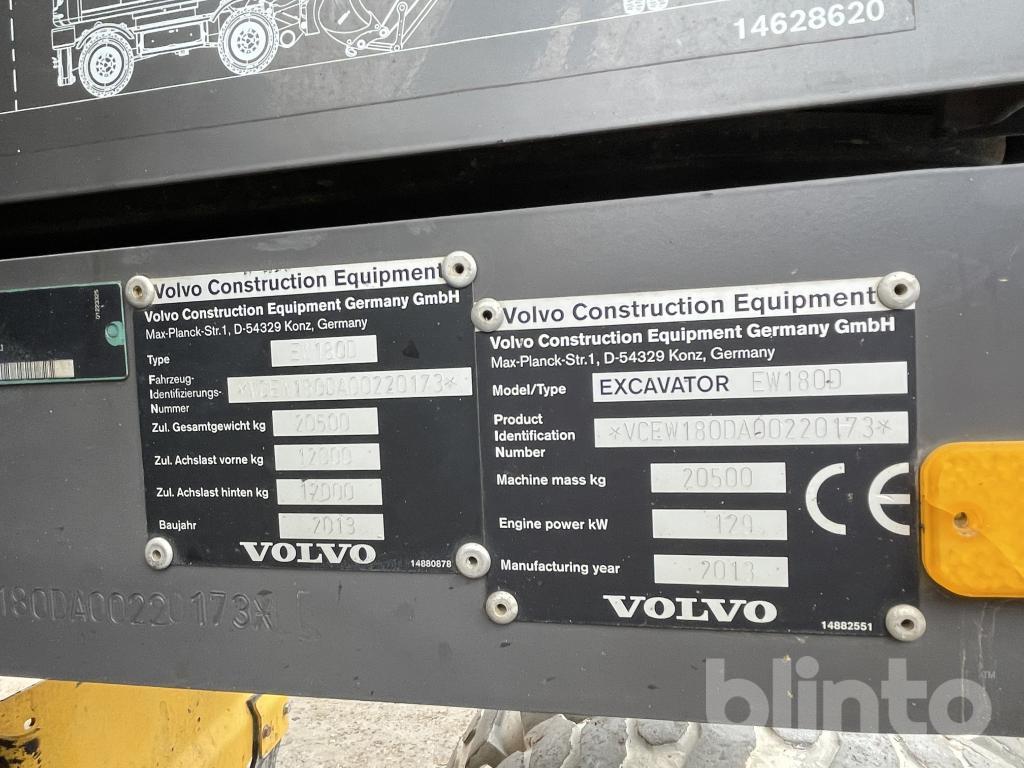 14628620
Volvo Construction Equipment
Volvo Construction Equipment Germany GmbH
Max-Planck-Str.1, D-54329 Konz, Germany
Type EW180D
Fahrzeug-
Identifizierungs-
Nummer *VCEW180DA00220173*
Zul. Gesamtgewicht kg 20500
Zul. Achslast vorne kg 12000
Zul. Achslast hinten kg 12000
Baujahr 2013
VOLVO
14880878
Volvo Construction Equipment
Volvo Construction Equipment Germany GmbH
Max-Planck-Str.1, D-54329 Konz, Germany
Model/Type EXCAVATOR EW180D
Product
Identification
Number *VCEW180DA00220173*
Machine mass kg 20500
Engine power kW 129
Manufacturing year 2013
CE
VOLVO
14882551
180DA00220173*
blinto™